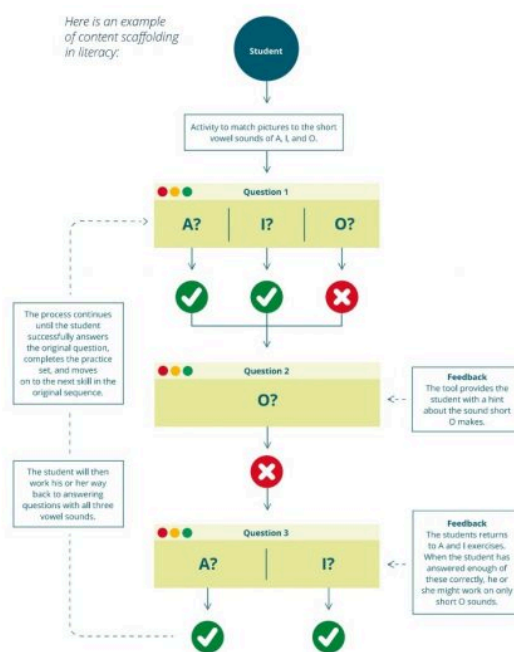 Here is an example
of content scaffolding
in literacy:
Student
Activity to match pictures to the short
vowel sounds of A, I, and O.
Question 1
A? I? O?
The process continues
until the student
successfully answers
the original question,
completes the practice
set, and moves
on to the next skill in the
original sequence.
Question 2
O?
Feedback
The tool provides the
student with a hint
about the sound short
O makes.
The student will then
work his or her way
back to answering
questions with all three
vowel sounds.
Question 3
A? I?
Feedback
The students returns
to A and I exercises.
When the student has
answered enough of
these correctly, he or
she might work on only
short O sounds.